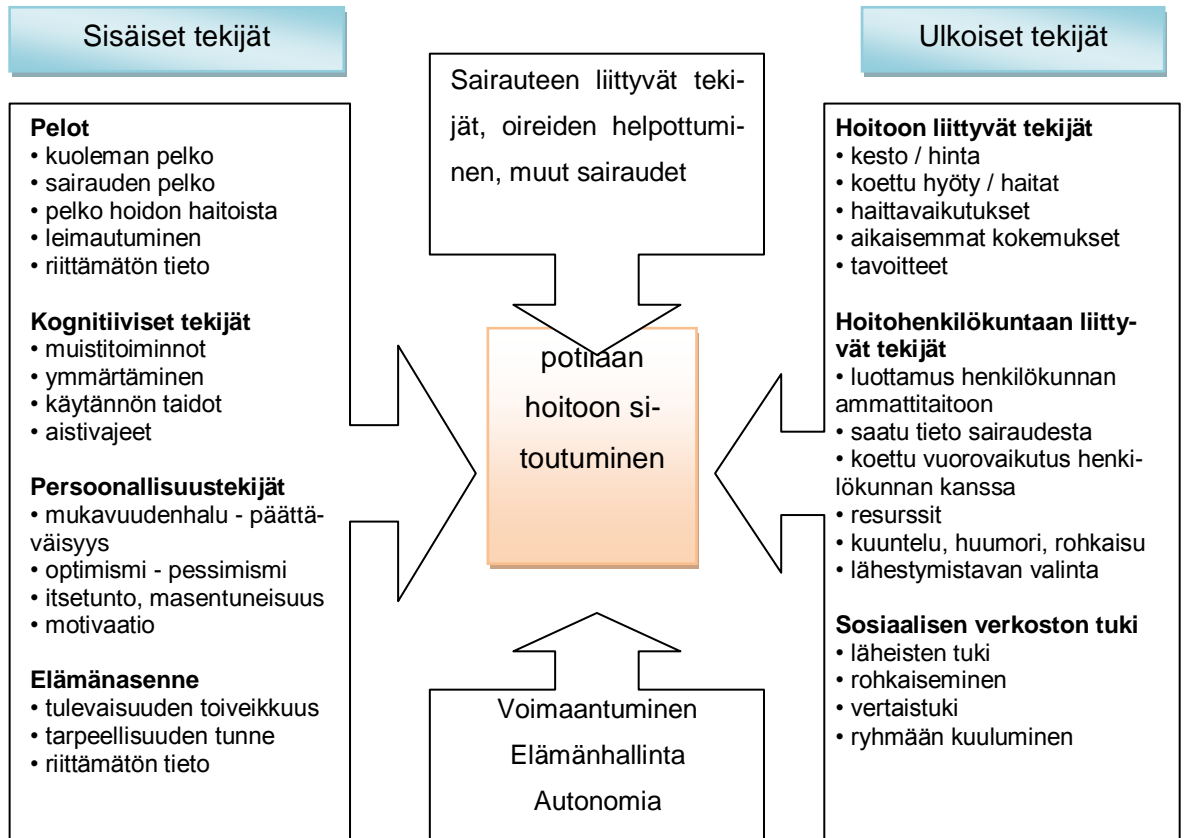 Sisäiset tekijät
Pelot
• kuoleman pelko
• sairauden pelko
• pelko hoidon haitoista
• leimautuminen
• riittämätön tieto
Kognitiiviset tekijät
• muistitoiminnot
• ymmärtäminen
• käytännön taidot
• aistivajeet
Persoonallisuustekijät
• mukavuudenhalu - päättä-
väisyys
• optimismi - pessimismi
• itsetunto, masentuneisuus
• motivaatio
Elämänasenne
• tulevaisuuden toiveikkuus
• tarpeellisuuden tunne
• riittämätön tieto
Sairauteen liittyvät teki-
jät, oireiden helpottumi-
nen, muut sairaudet
potilaan
hoitoon si-
toutuminen
Voimaantuminen
Elämänhallinta
Autonomia
Ulkoiset tekijät
Hoitoon liittyvät tekijät
• kesto / hinta
• koettu hyöty / haitat
• haittavaikutukset
• aikaisemmat kokemukset
• tavoitteet
Hoitohenkilökuntaan liitty-
vät tekijät
• luottamus henkilökunnan
ammattitaitoon
• saatu tieto sairaudesta
• koettu vuorovaikutus henki-
lökunnan kanssa
• resurssit
• kuuntelu, huumori, rohkaisu
• lähestymistavan valinta
Sosiaalisen verkoston tuki
• läheisten tuki
• rohkaiseminen
• vertaistuki
• ryhmään kuuluminen